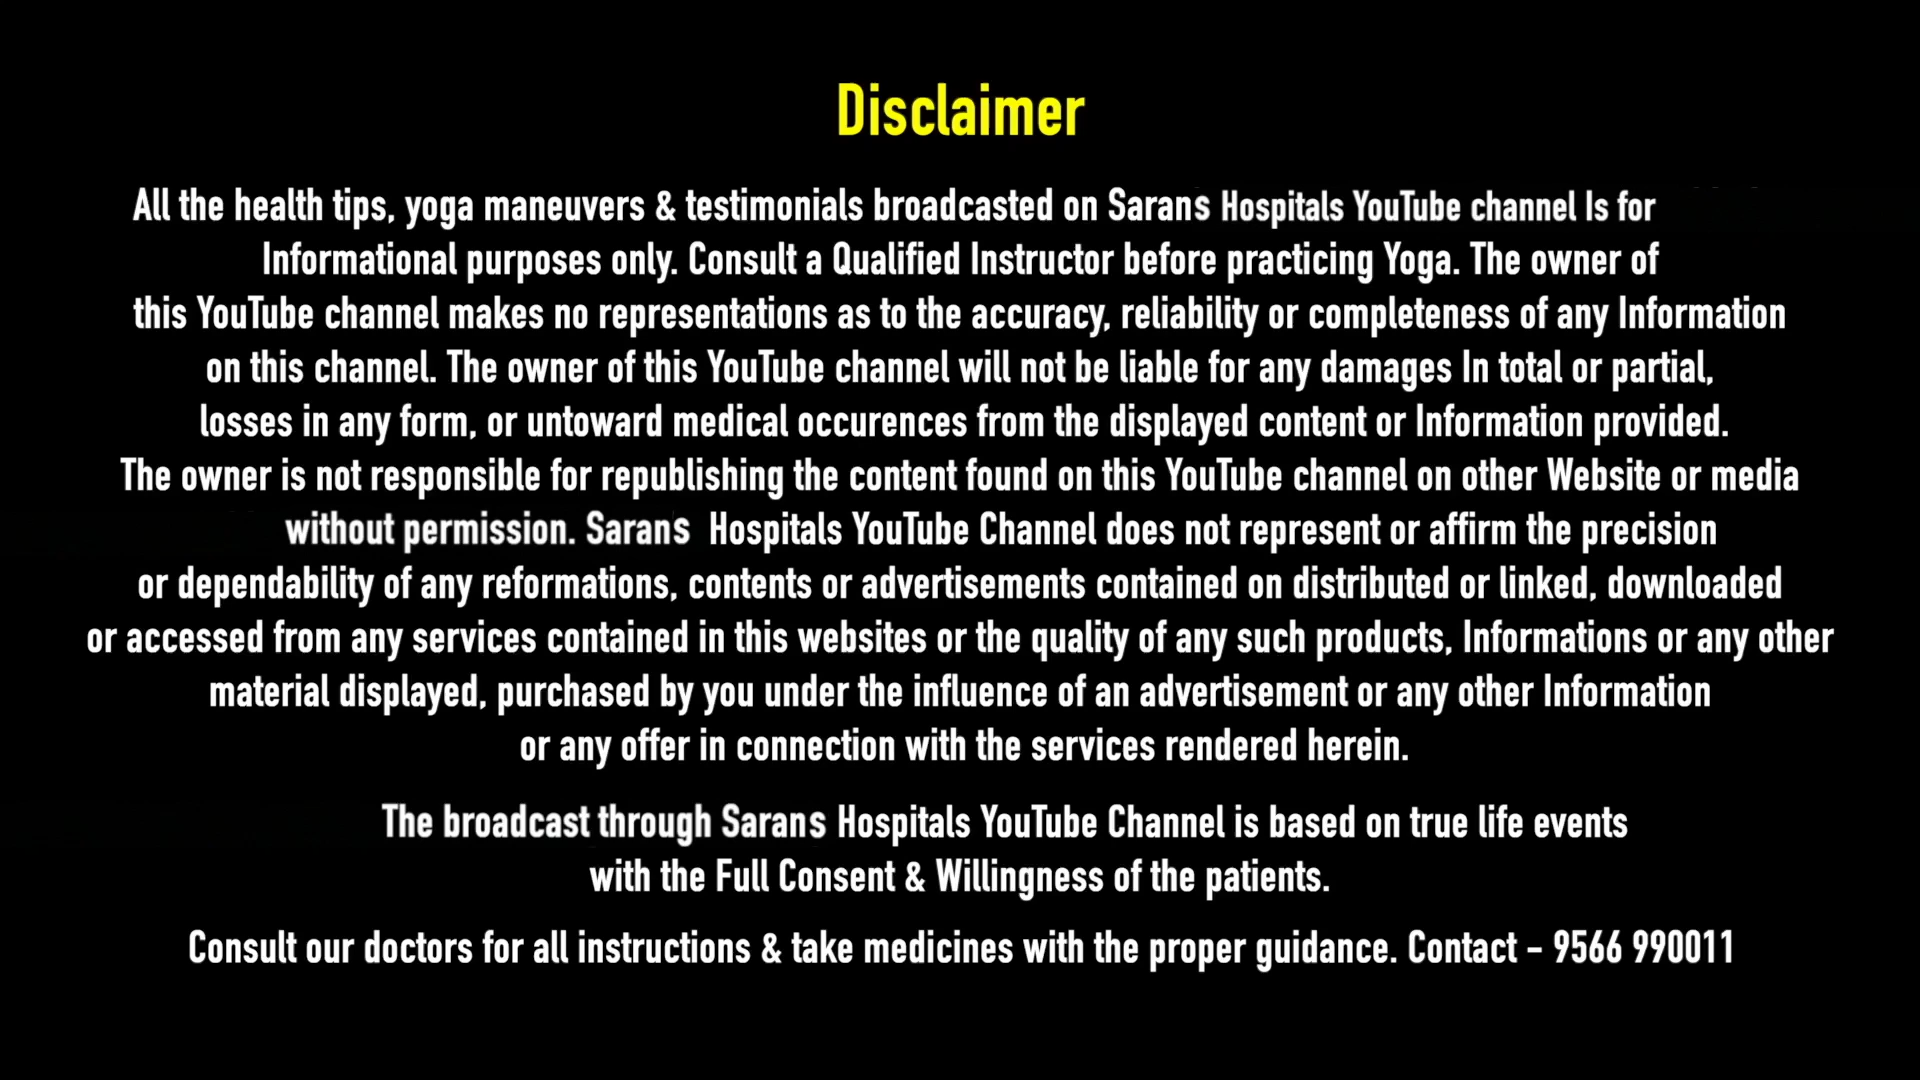 Disclaimer
All the health tips, yoga maneuvers & testimonials broadcasted on Sarans Hospitals YouTube channel Is for
Informational purposes only. Consult a Qualified Instructor before practicing Yoga. The owner of
this YouTube channel makes no representations as to the accuracy, reliability or completeness of any Information
on this channel. The owner of this YouTube channel will not be liable for any damages In total or partial,
losses in any form, or untoward medical occurences from the displayed content or Information provided.
The owner is not responsible for republishing the content found on this YouTube channel on other Website or media
without permission. Sarans Hospitals YouTube Channel does not represent or affirm the precision
or dependability of any reformations, contents or advertisements contained on distributed or linked, downloaded
or accessed from any services contained in this websites or the quality of any such products, Informations or any other
material displayed, purchased by you under the influence of an advertisement or any other Information
or any offer in connection with the services rendered herein.
The broadcast through Sarans Hospitals YouTube Channel is based on true life events
with the Full Consent & Willingness of the patients.
Consult our doctors for all instructions & take medicines with the proper guidance. Contact - 9566 990011